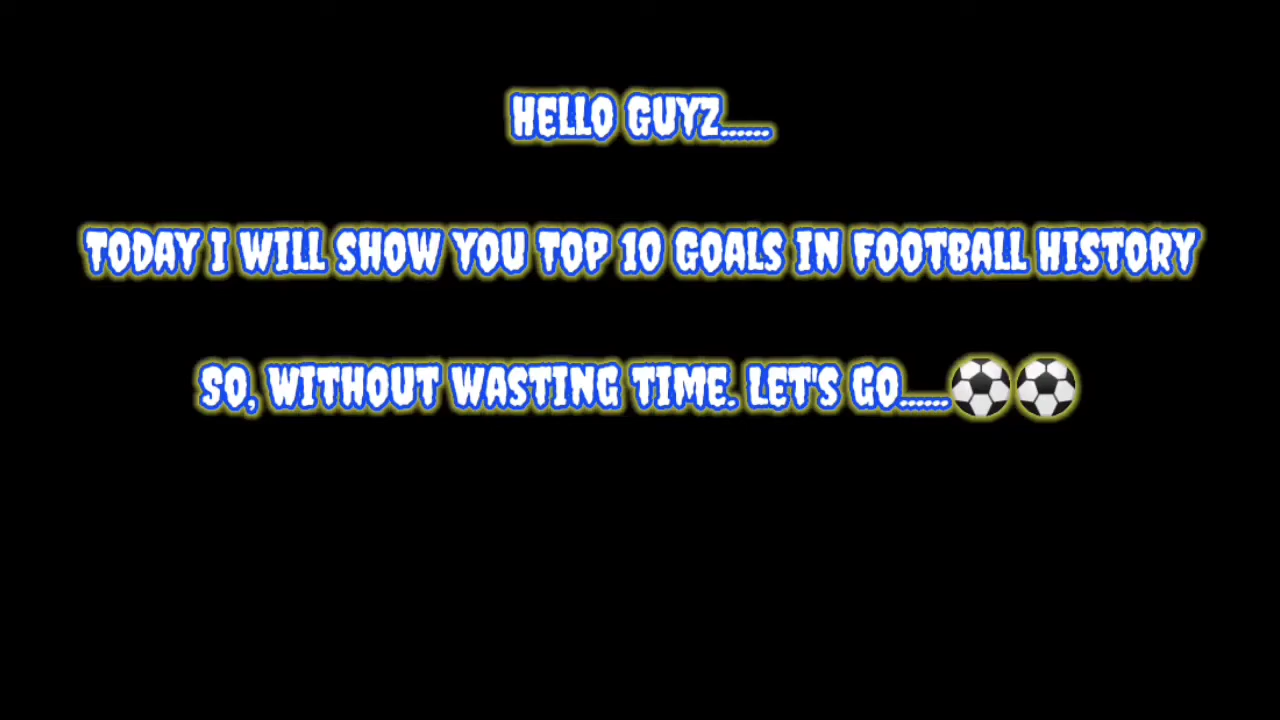 HELLO GUYZ......
TODAY I WILL SHOW YOU TOP 10 GOALS IN FOOTBALL HISTORY
SO, WITHOUT WASTING TIME. LET'S GO......⚽⚽